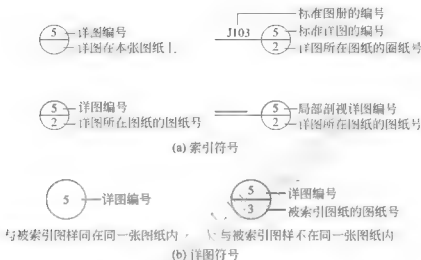 标准图册的编号
5 详图编号
详图在本张图纸上
J103
5 标准详图的编号
2 详图所在图纸的图纸号
5 详图编号
2 详图所在图纸的图纸号
5 局部剖视详图编号
2 详图所在图纸的图纸号
(a) 索引符号
5 详图编号
与被索引图样同在同一张图纸内
5 详图编号
3 被索引图纸的图纸号
与被索引图样不在同一张图纸内
(b) 详图符号